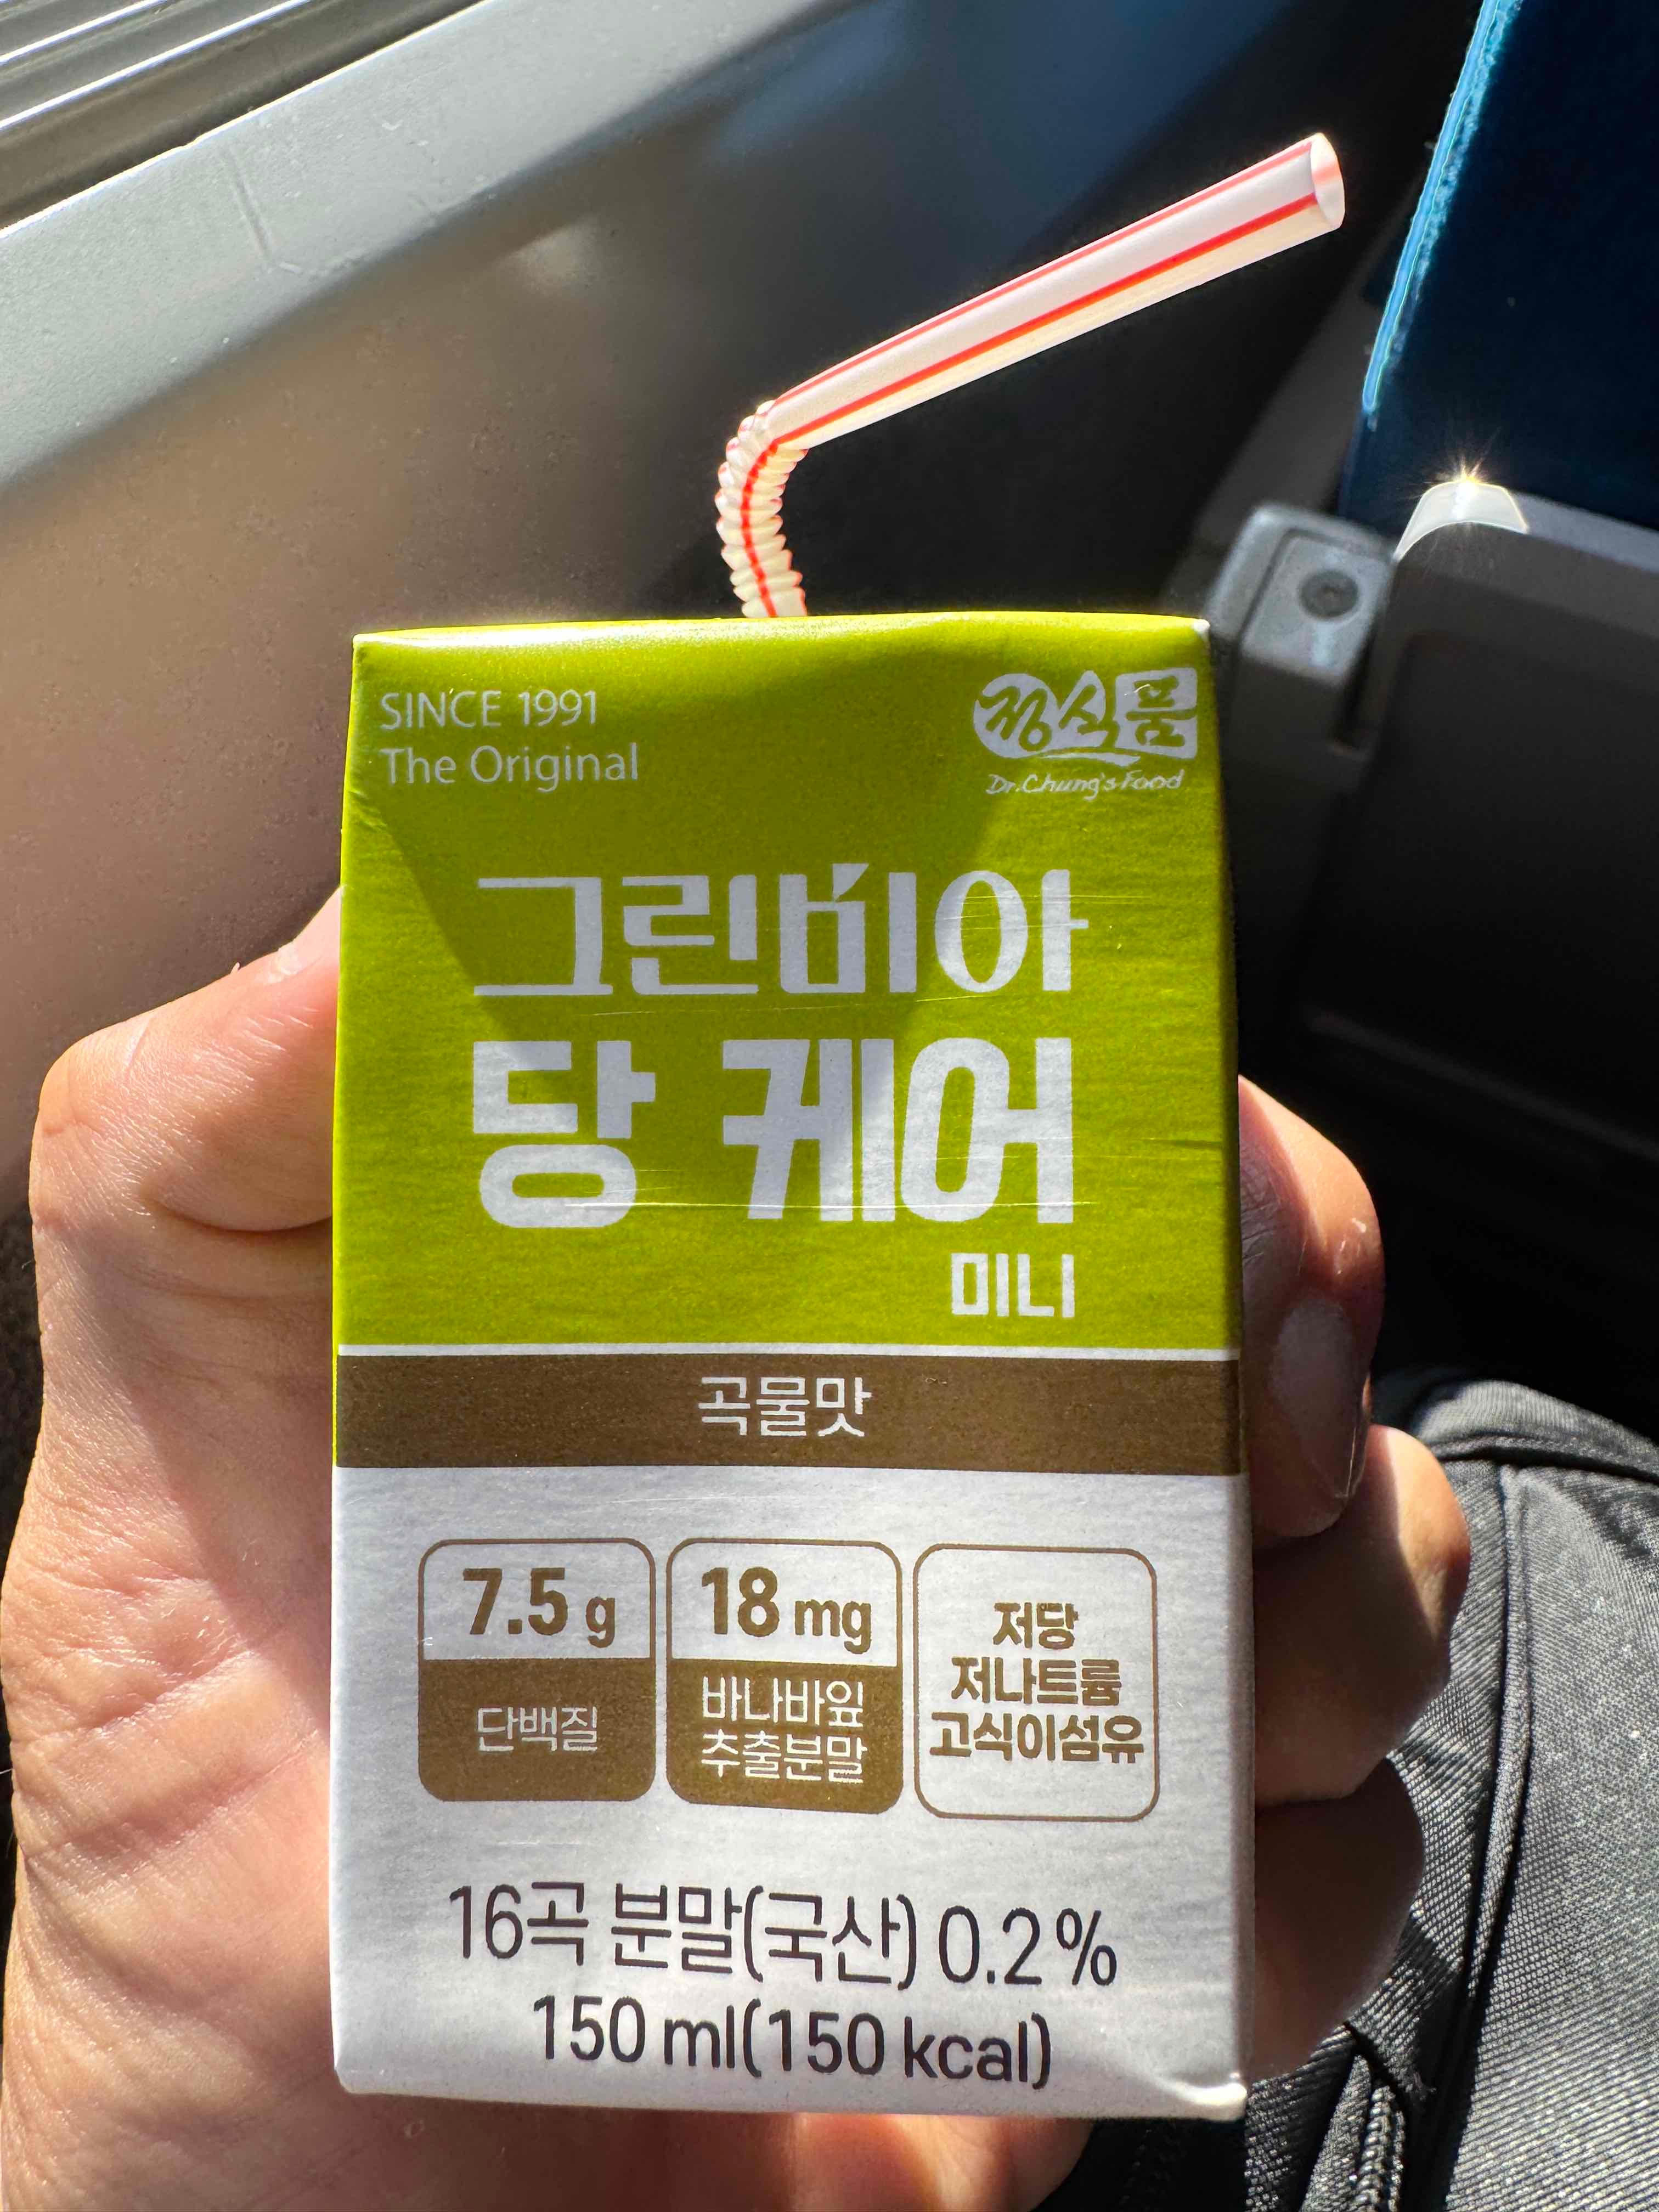 SINCE 1991
The Original
정식품
Dr.Chung's Food
그린비아
당 케어
미니
곡물맛
7.5 g
단백질
18 mg
바나바잎
추출분말
저당
저나트륨
고식이섬유
16곡 분말(국산) 0.2%
150 ml(150 kcal)